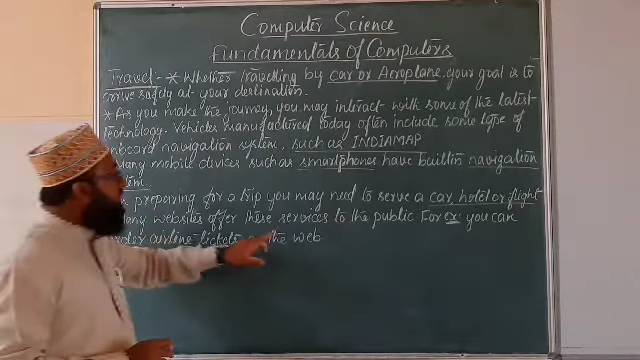 Computer Science
Fundamentals of Computers
Travel - * Whether travelling by car or Aeroplane. your goal is to
arrive safely at your destination.
* As you make the journey, you may interact with some of the latest
technology. Vehicles manufactured today often include some type of
onboard navigation system. such as INDIAMAP
many mobile devices such as smartphones have builtin navigation
preparing for a trip you may need to serve a car, hotel or flight
many websites offer these services to the public For ex: you can
order airline tickets the web